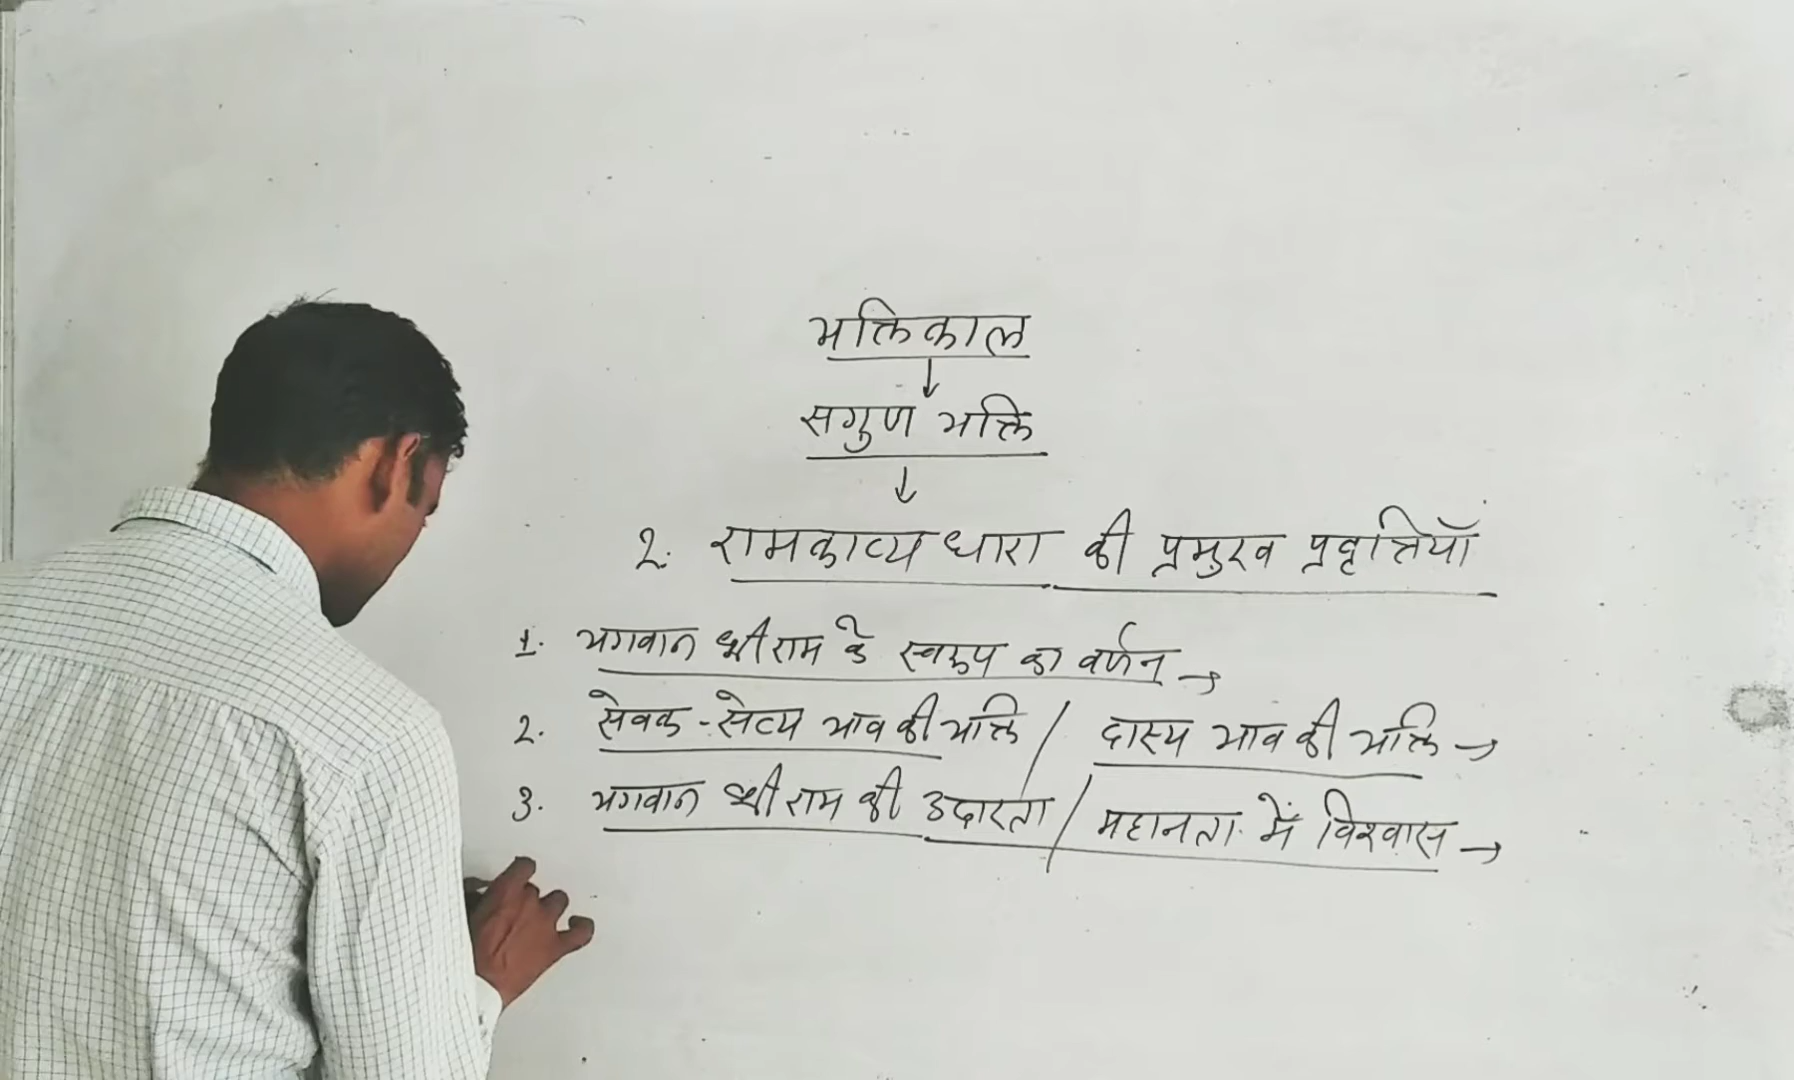 भक्तिकाल
↓
सगुण भक्ति
↓
2. रामकाव्य धारा की प्रमुख प्रवृत्तियॉ
1. भगवान श्री राम के स्वरूप का वर्णन →
2. सेवक - सेव्य भाव की भक्ति / दास्य भाव की भक्ति →
3. भगवान श्री राम की उदारता / महानता में विश्वास →